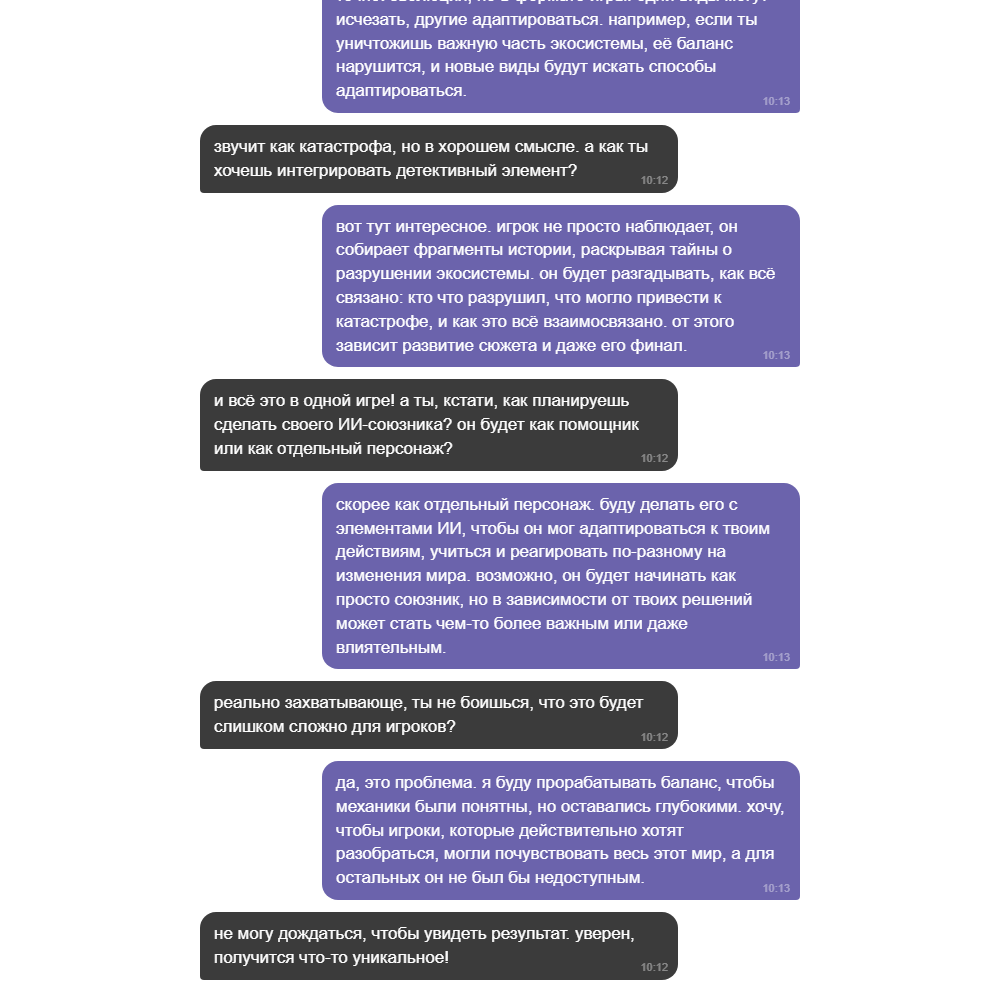 исчезать, другие адаптироваться. например, если ты
уничтожишь важную часть экосистемы, её баланс
нарушится, и новые виды будут искать способы
адаптироваться.
10:13
звучит как катастрофа, но в хорошем смысле. а как ты
хочешь интегрировать детективный элемент?
10:12
вот тут интересное. игрок не просто наблюдает, он
собирает фрагменты истории, раскрывая тайны о
разрушении экосистемы. он будет разгадывать, как всё
связано: кто что разрушил, что могло привести к
катастрофе, и как это всё взаимосвязано. от этого
зависит развитие сюжета и даже его финал.
10:13
и всё это в одной игре! а ты, кстати, как планируешь
сделать своего ИИ-союзника? он будет как помощник
или как отдельный персонаж?
10:12
скорее как отдельный персонаж. буду делать его с
элементами ИИ, чтобы он мог адаптироваться к твоим
действиям, учиться и реагировать по-разному на
изменения мира. возможно, он будет начинать как
просто союзник, но в зависимости от твоих решений
может стать чем-то более важным или даже
влиятельным.
10:13
реально захватывающе, ты не боишься, что это будет
слишком сложно для игроков?
10:12
да, это проблема. я буду прорабатывать баланс, чтобы
механики были понятны, но оставались глубокими. хочу,
чтобы игроки, которые действительно хотят
разобраться, могли почувствовать весь этот мир, а для
остальных он не был бы недоступным.
10:13
не могу дождаться, чтобы увидеть результат. уверен,
получится что-то уникальное!
10:12